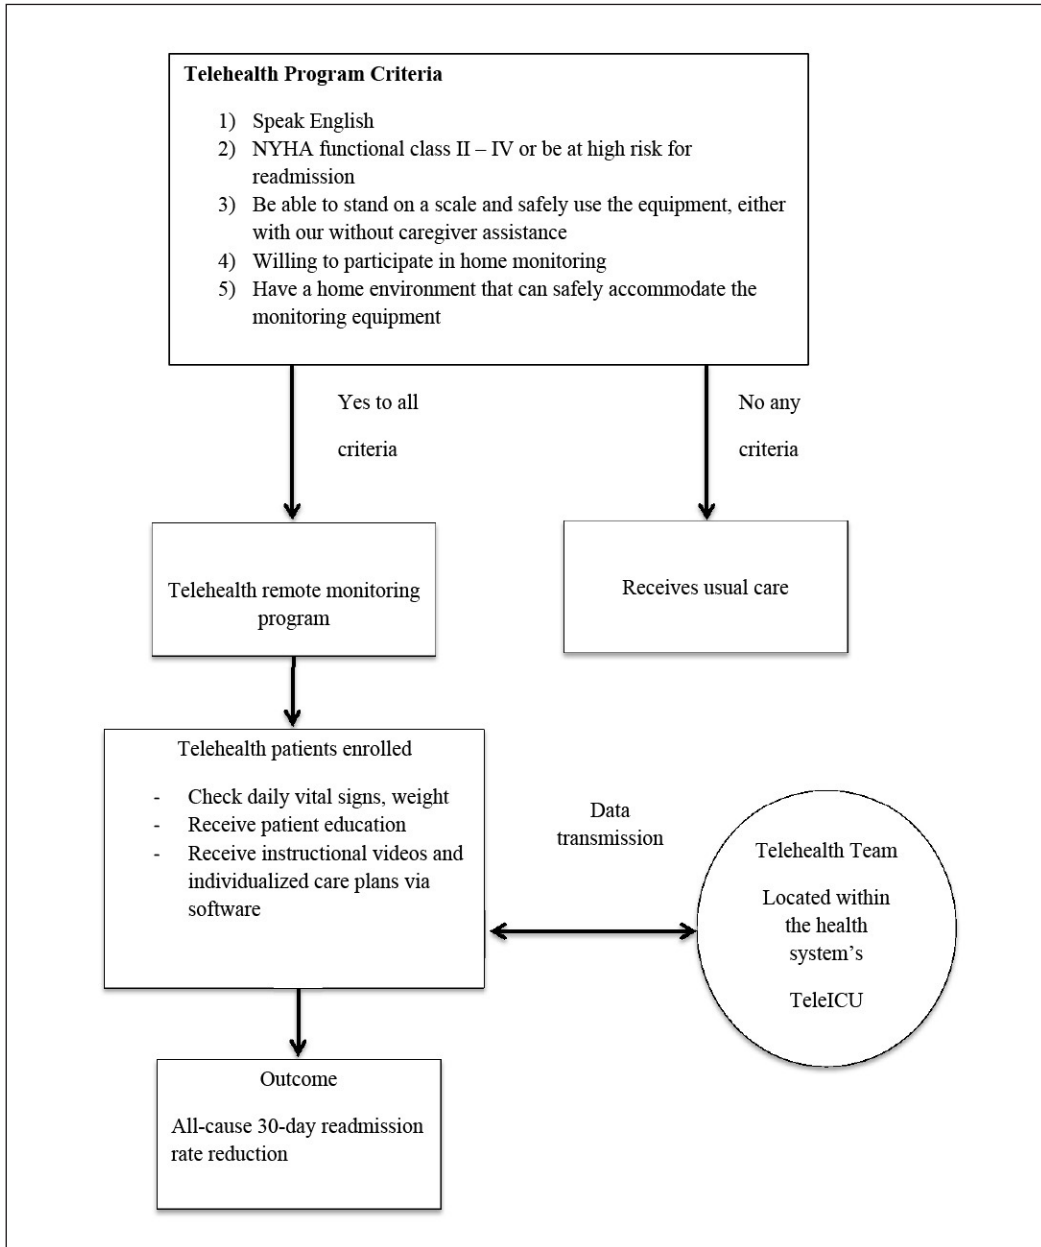 Telehealth Program Criteria
1) Speak English
2) NYHA functional class II – IV or be at high risk for
readmission
3) Be able to stand on a scale and safely use the equipment, either
with our without caregiver assistance
4) Willing to participate in home monitoring
5) Have a home environment that can safely accommodate the
monitoring equipment
Yes to all
criteria
No any
criteria
Telehealth remote monitoring
program
Receives usual care
Telehealth patients enrolled
- Check daily vital signs, weight
- Receive patient education
- Receive instructional videos and
individualized care plans via
software
Data
transmission
Telehealth Team
Located within
the health
system’s
TeleICU
Outcome
All-cause 30-day readmission
rate reduction